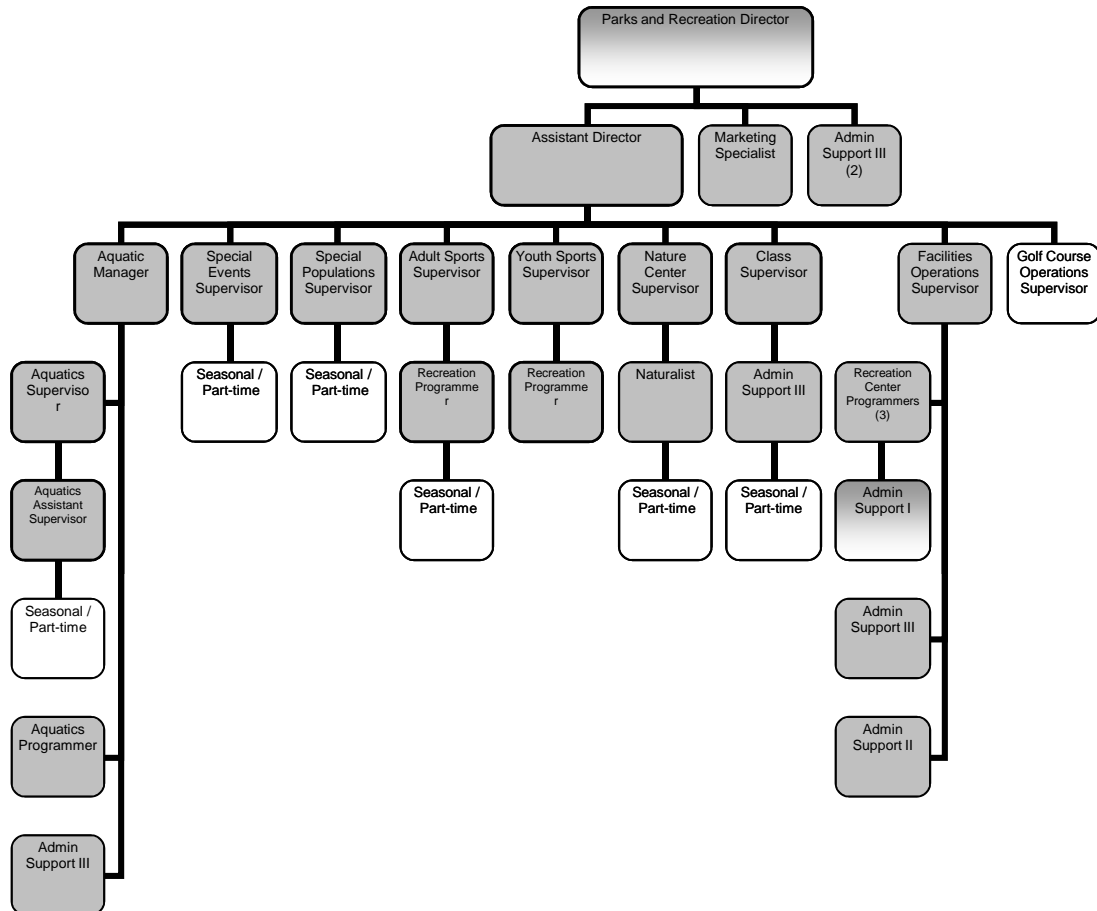 Parks and Recreation Director
Assistant Director
Marketing
Specialist
Admin
Support III
(2)
Aquatic
Manager
Special
Events
Supervisor
Special
Populations
Supervisor
Adult Sports
Supervisor
Youth Sports
Supervisor
Nature
Center
Supervisor
Class
Supervisor
Facilities
Operations
Supervisor
Golf Course
Operations
Supervisor
Aquatics
Superviso
r
Seasonal /
Part-time
Seasonal /
Part-time
Recreation
Programme
r
Recreation
Programme
r
Naturalist
Admin
Support III
Recreation
Center
Programmers
(3)
Aquatics
Assistant
Supervisor
Seasonal /
Part-time
Seasonal /
Part-time
Seasonal /
Part-time
Admin
Support I
Seasonal /
Part-time
Admin
Support III
Aquatics
Programmer
Admin
Support II
Admin
Support III